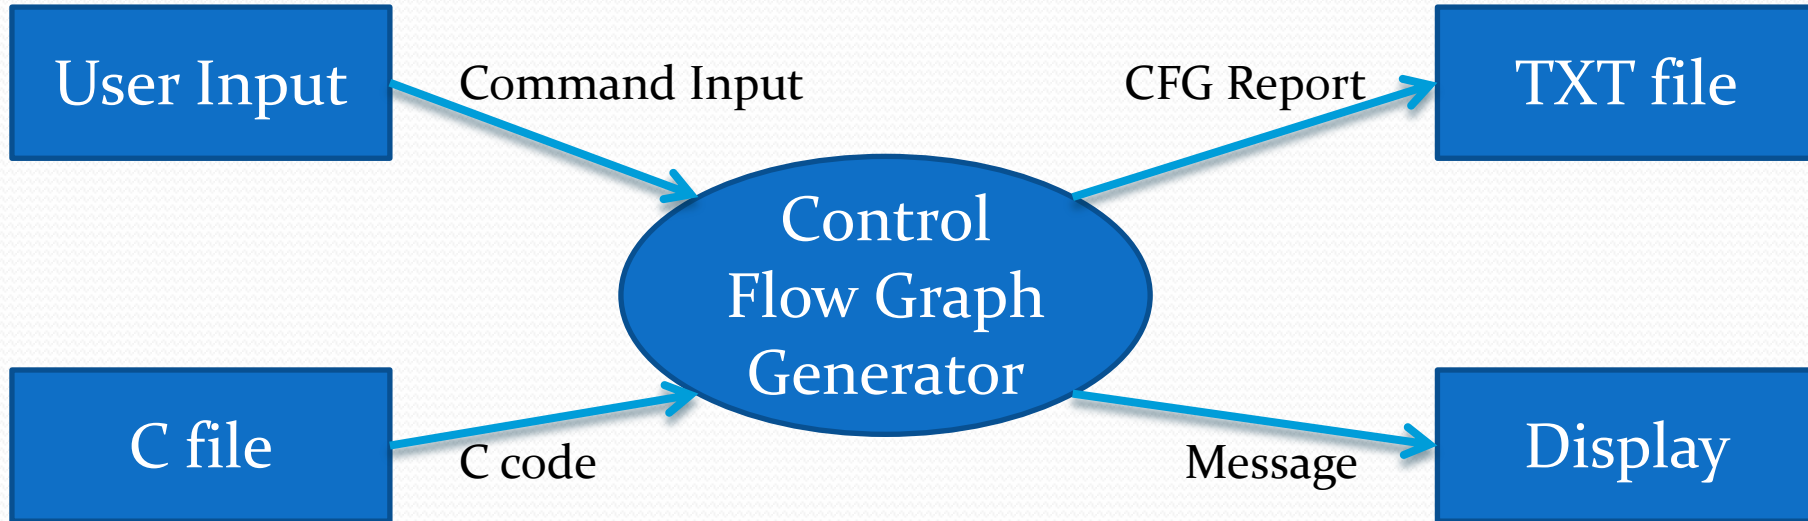 User Input
Command Input
CFG Report
TXT file
Control
Flow Graph
Generator
C file
C code
Message
Display